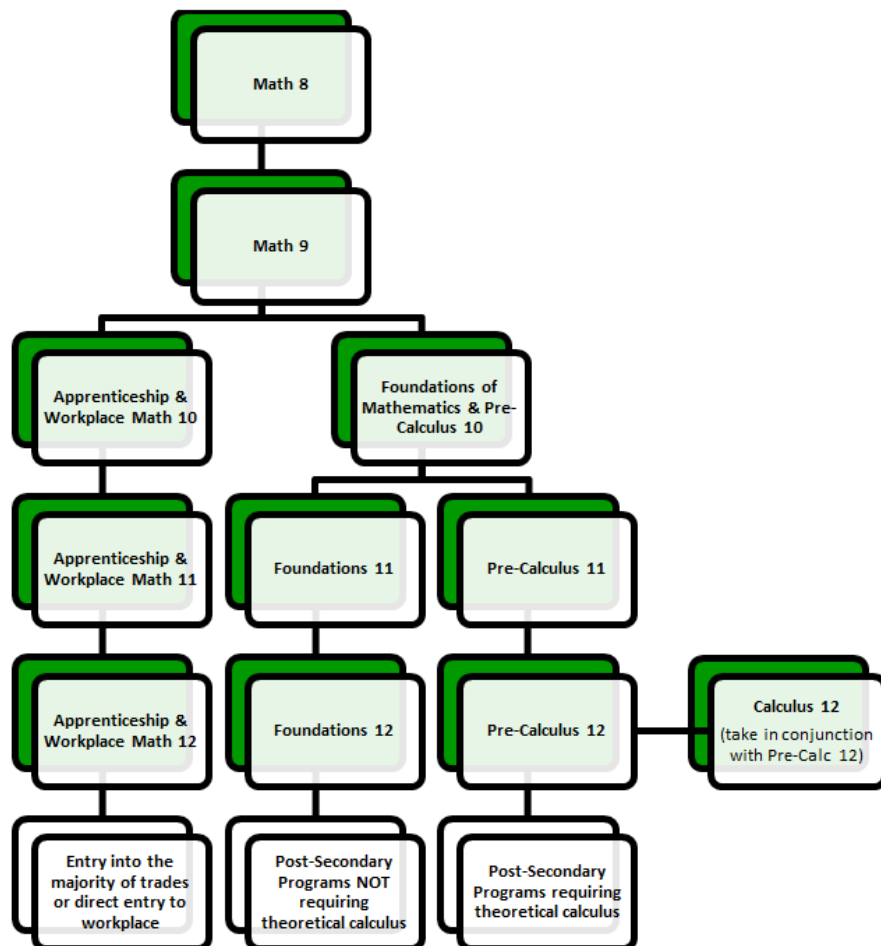 Math 8
Math 9
Apprenticeship &
Workplace Math 10
Foundations of
Mathematics & Pre-
Calculus 10
Apprenticeship &
Workplace Math 11
Foundations 11
Pre-Calculus 11
Apprenticeship &
Workplace Math 12
Foundations 12
Pre-Calculus 12
Calculus 12
(take in conjunction
with Pre-Calc 12)
Entry into the
majority of trades
or direct entry to
workplace
Post-Secondary
Programs NOT
requiring
theoretical calculus
Post-Secondary
Programs requiring
theoretical calculus